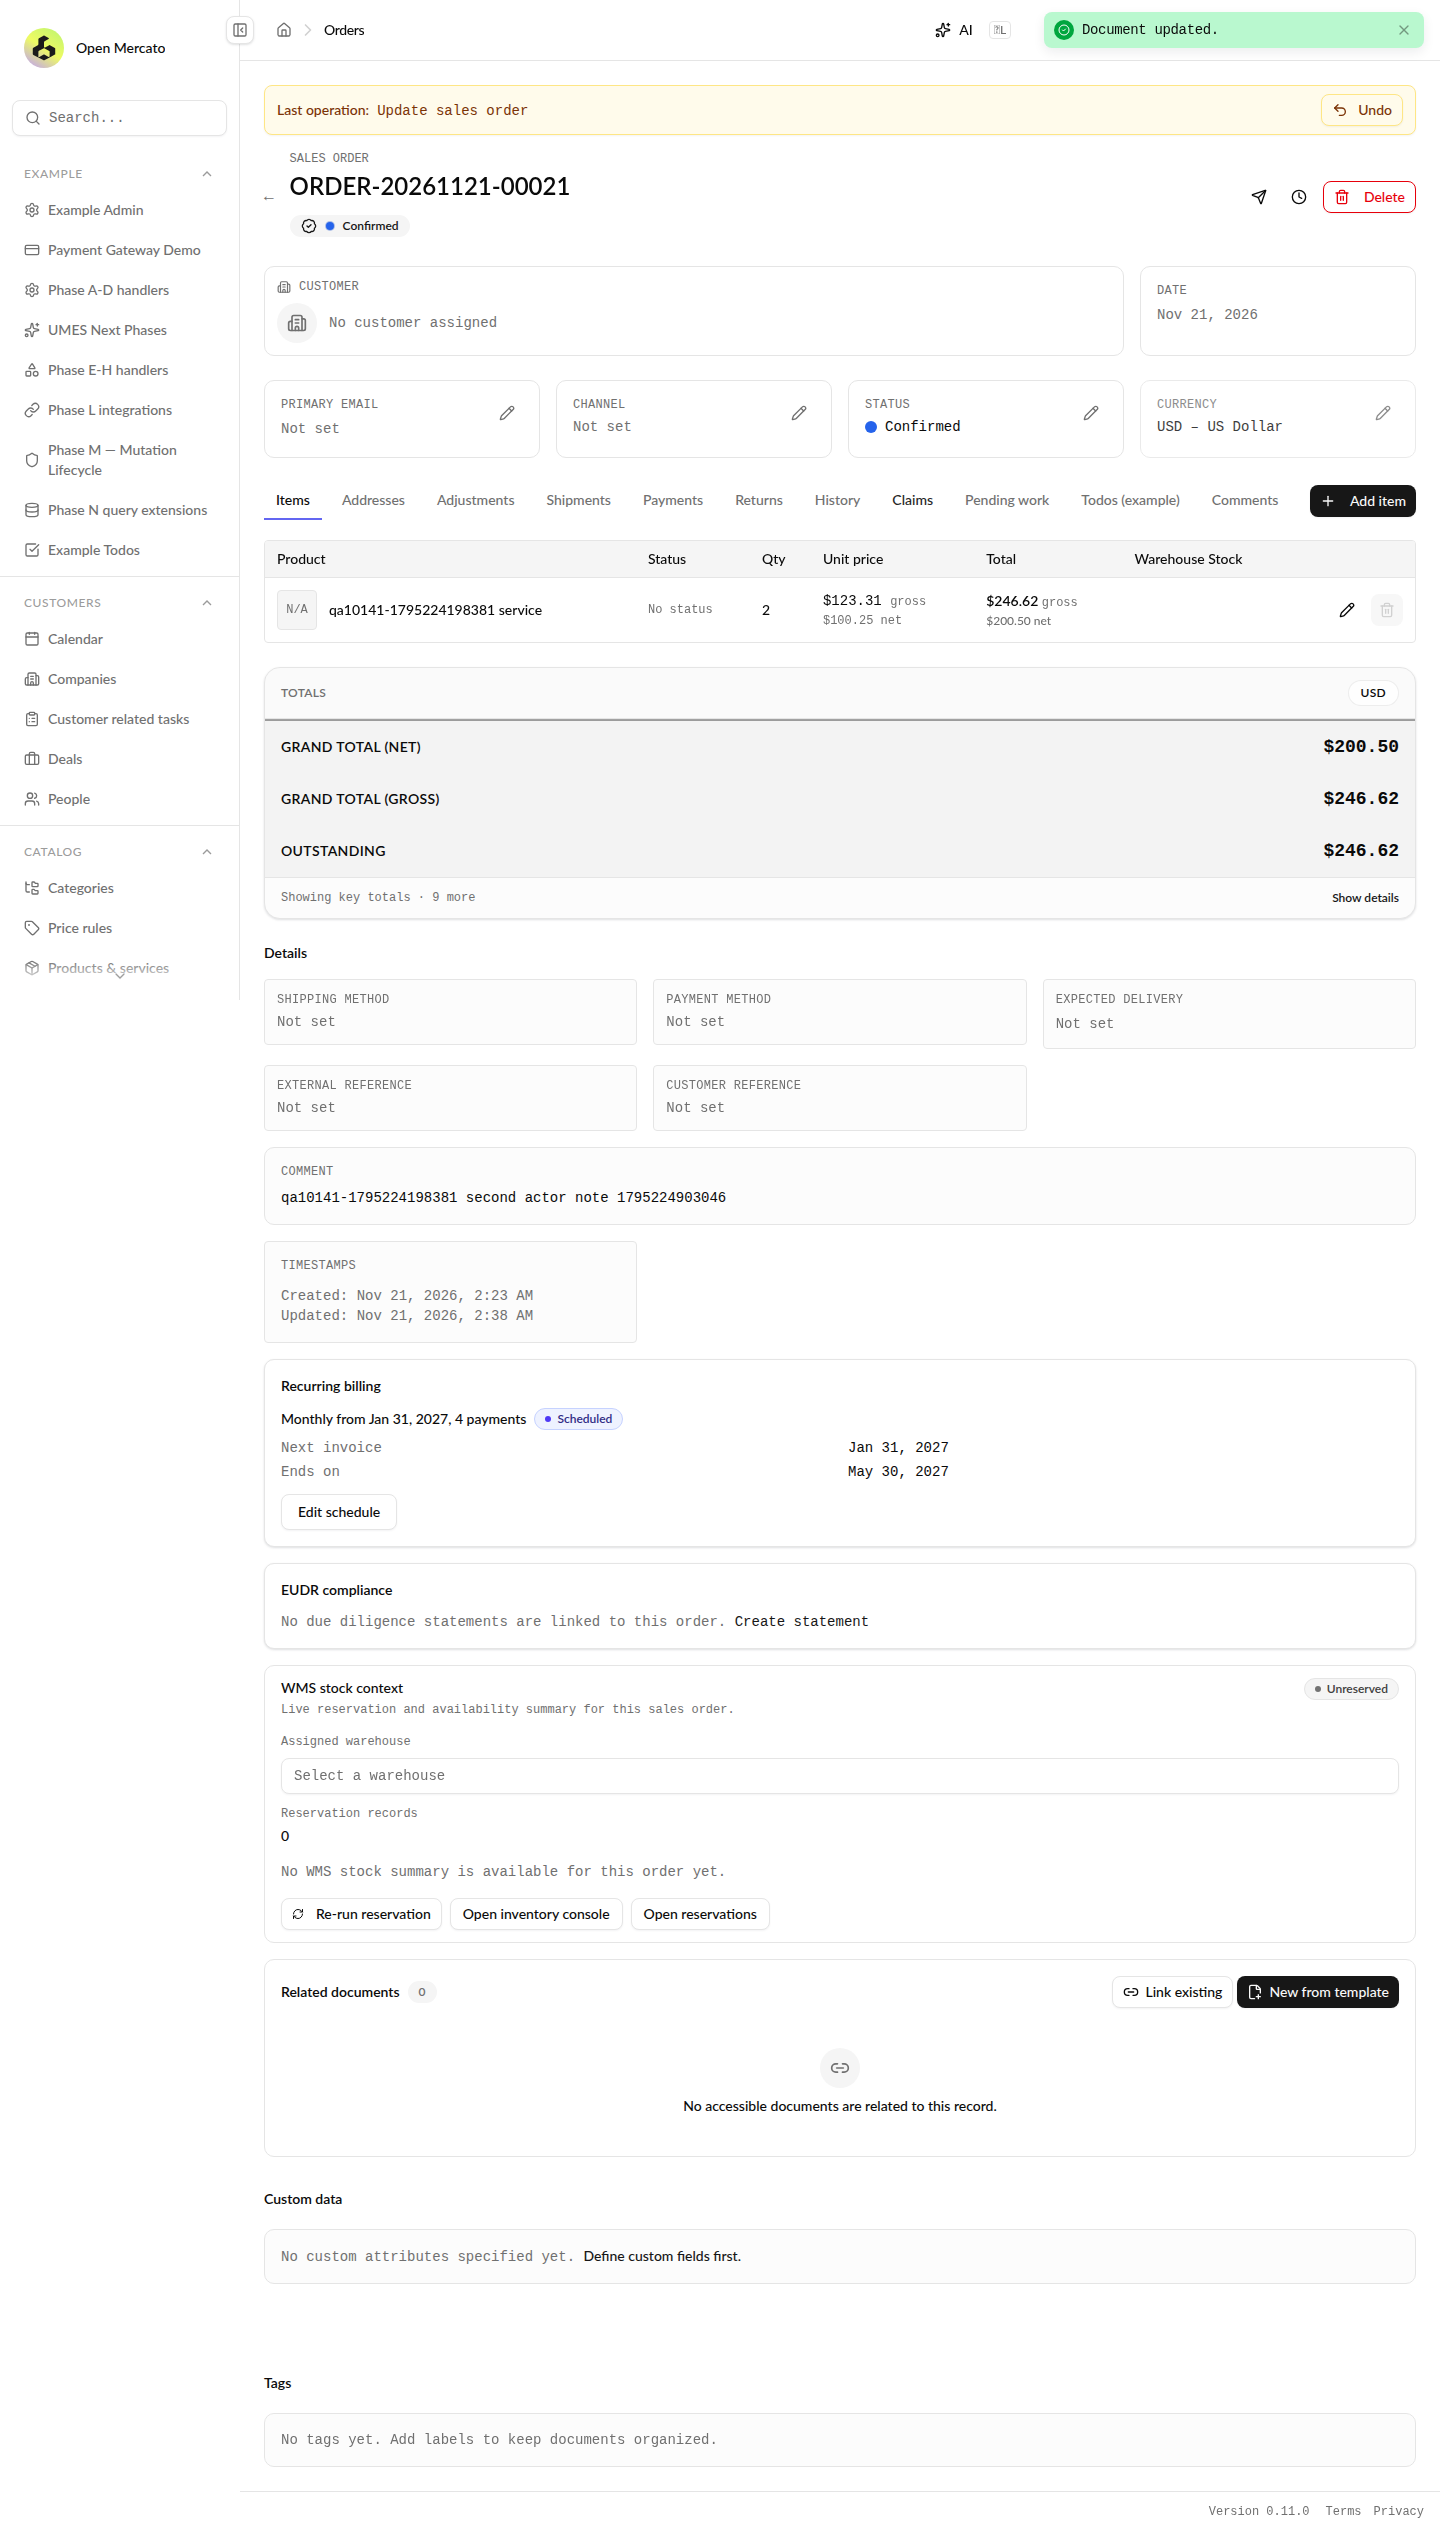 Open Mercato
Orders
AI
L
Document updated.
Search...
Last operation: Update sales order
Undo
EXAMPLE
Example Admin
Payment Gateway Demo
Phase A-D handlers
UMES Next Phases
Phase E-H handlers
Phase L integrations
Phase M — Mutation
Lifecycle
Phase N query extensions
Example Todos
CUSTOMERS
Calendar
Companies
Customer related tasks
Deals
People
CATALOG
Categories
Price rules
Products & services
SALES ORDER
ORDER-20261121-00021
←
Confirmed
Delete
CUSTOMER
No customer assigned
DATE
Nov 21, 2026
PRIMARY EMAIL
Not set
CHANNEL
Not set
STATUS
Confirmed
CURRENCY
USD – US Dollar
Items Addresses Adjustments Shipments Payments Returns History Claims Pending work Todos (example) Comments
Add item
Product Status Qty Unit price Total Warehouse Stock
N/A qa10141-1795224198381 service No status 2 $123.31 gross $246.62 gross
$100.25 net $200.50 net
TOTALS USD
GRAND TOTAL (NET) $200.50
GRAND TOTAL (GROSS) $246.62
OUTSTANDING $246.62
Showing key totals · 9 more Show details
Details
SHIPPING METHOD
Not set
PAYMENT METHOD
Not set
EXPECTED DELIVERY
Not set
EXTERNAL REFERENCE
Not set
CUSTOMER REFERENCE
Not set
COMMENT
qa10141-1795224198381 second actor note 1795224903046
TIMESTAMPS
Created: Nov 21, 2026, 2:23 AM
Updated: Nov 21, 2026, 2:38 AM
Recurring billing
Monthly from Jan 31, 2027, 4 payments Scheduled
Next invoice Jan 31, 2027
Ends on May 30, 2027
Edit schedule
EUDR compliance
No due diligence statements are linked to this order. Create statement
WMS stock context Unreserved
Live reservation and availability summary for this sales order.
Assigned warehouse
Select a warehouse
Reservation records
0
No WMS stock summary is available for this order yet.
Re-run reservation Open inventory console Open reservations
Related documents 0 Link existing New from template
No accessible documents are related to this record.
Custom data
No custom attributes specified yet. Define custom fields first.
Tags
No tags yet. Add labels to keep documents organized.
Version 0.11.0 Terms Privacy